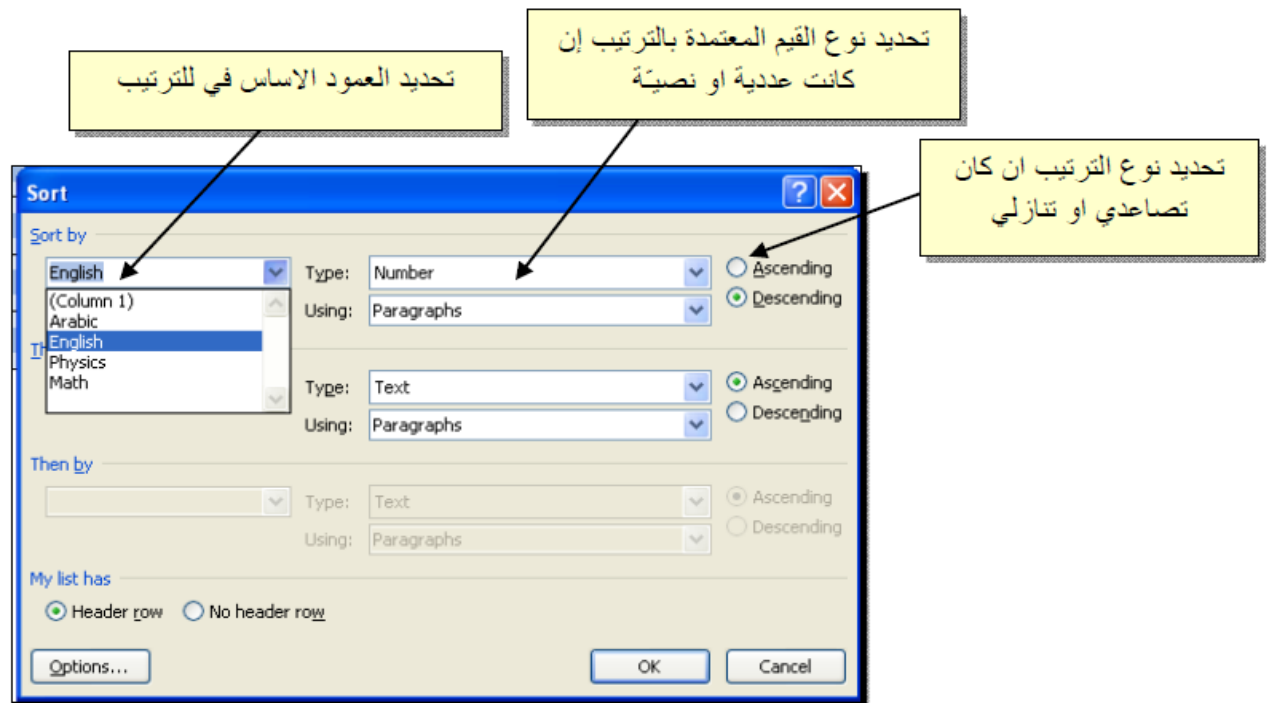 تحديد نوع القيم المعتمدة بالترتيب إن
كانت عددية او نصيّة
تحديد العمود الاساس في للترتيب
تحديد نوع الترتيب ان كان
تصاعدي او تنازلي
Sort
Sort by
English
Type:
Number
Ascending
Descending
(Column 1)
Arabic
English
Physics
Math
Using:
Paragraphs
Th
Type:
Text
Ascending
Descending
Using:
Paragraphs
Then by
Type:
Text
Ascending
Descending
Using:
Paragraphs
My list has
Header row
No header row
Options...
OK
Cancel